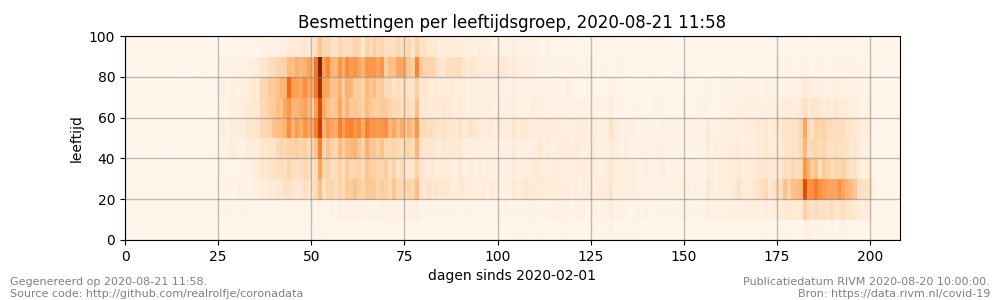 Besmettingen per leeftijdsgroep, 2020-08-21 11:58
100
80
60
40
20
0
leeftijd
0 25 50 75 100 125 150 175 200
dagen sinds 2020-02-01
Gegenereerd op 2020-08-21 11:58.
Source code: http://github.com/realrolfje/coronadata
Publicatiedatum RIVM 2020-08-20 10:00:00.
Bron: https://data.rivm.nl/covid-19